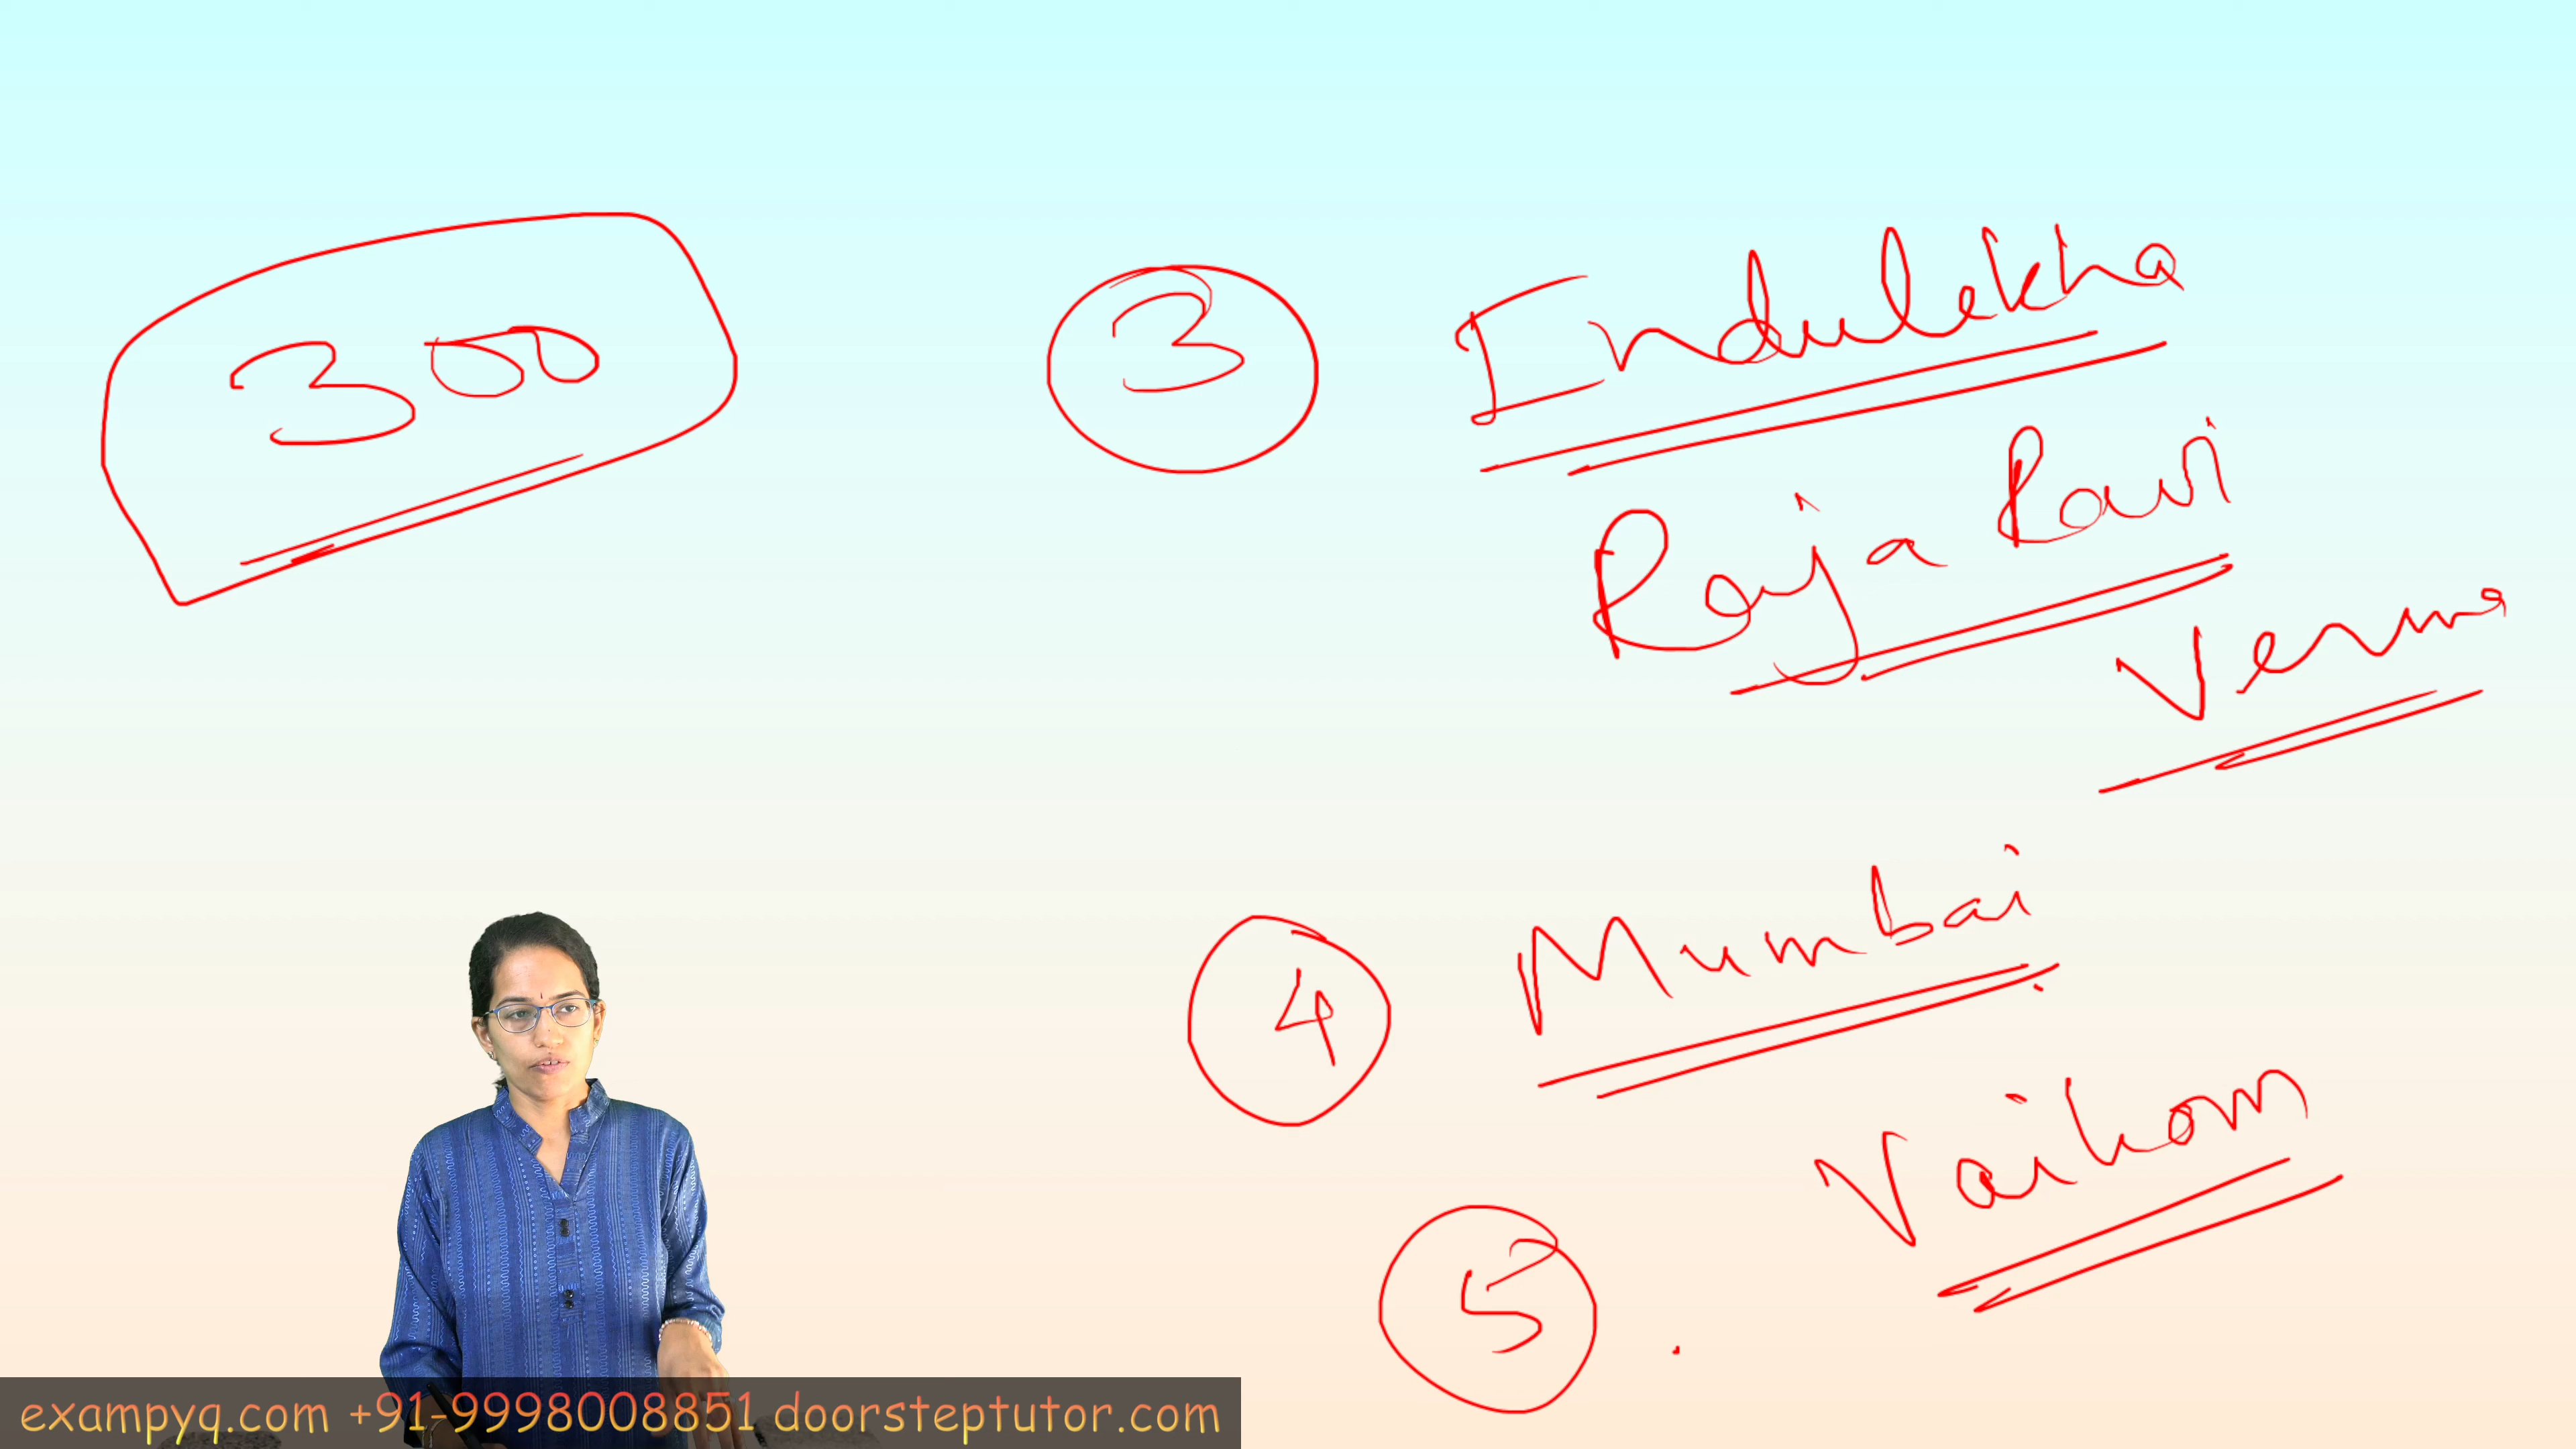 300
3 Indulekha
Raja Ravi
Verma
4 Mumbai
Vaikom
5
exampyq.com +91-9998008851 doorsteptutor.com